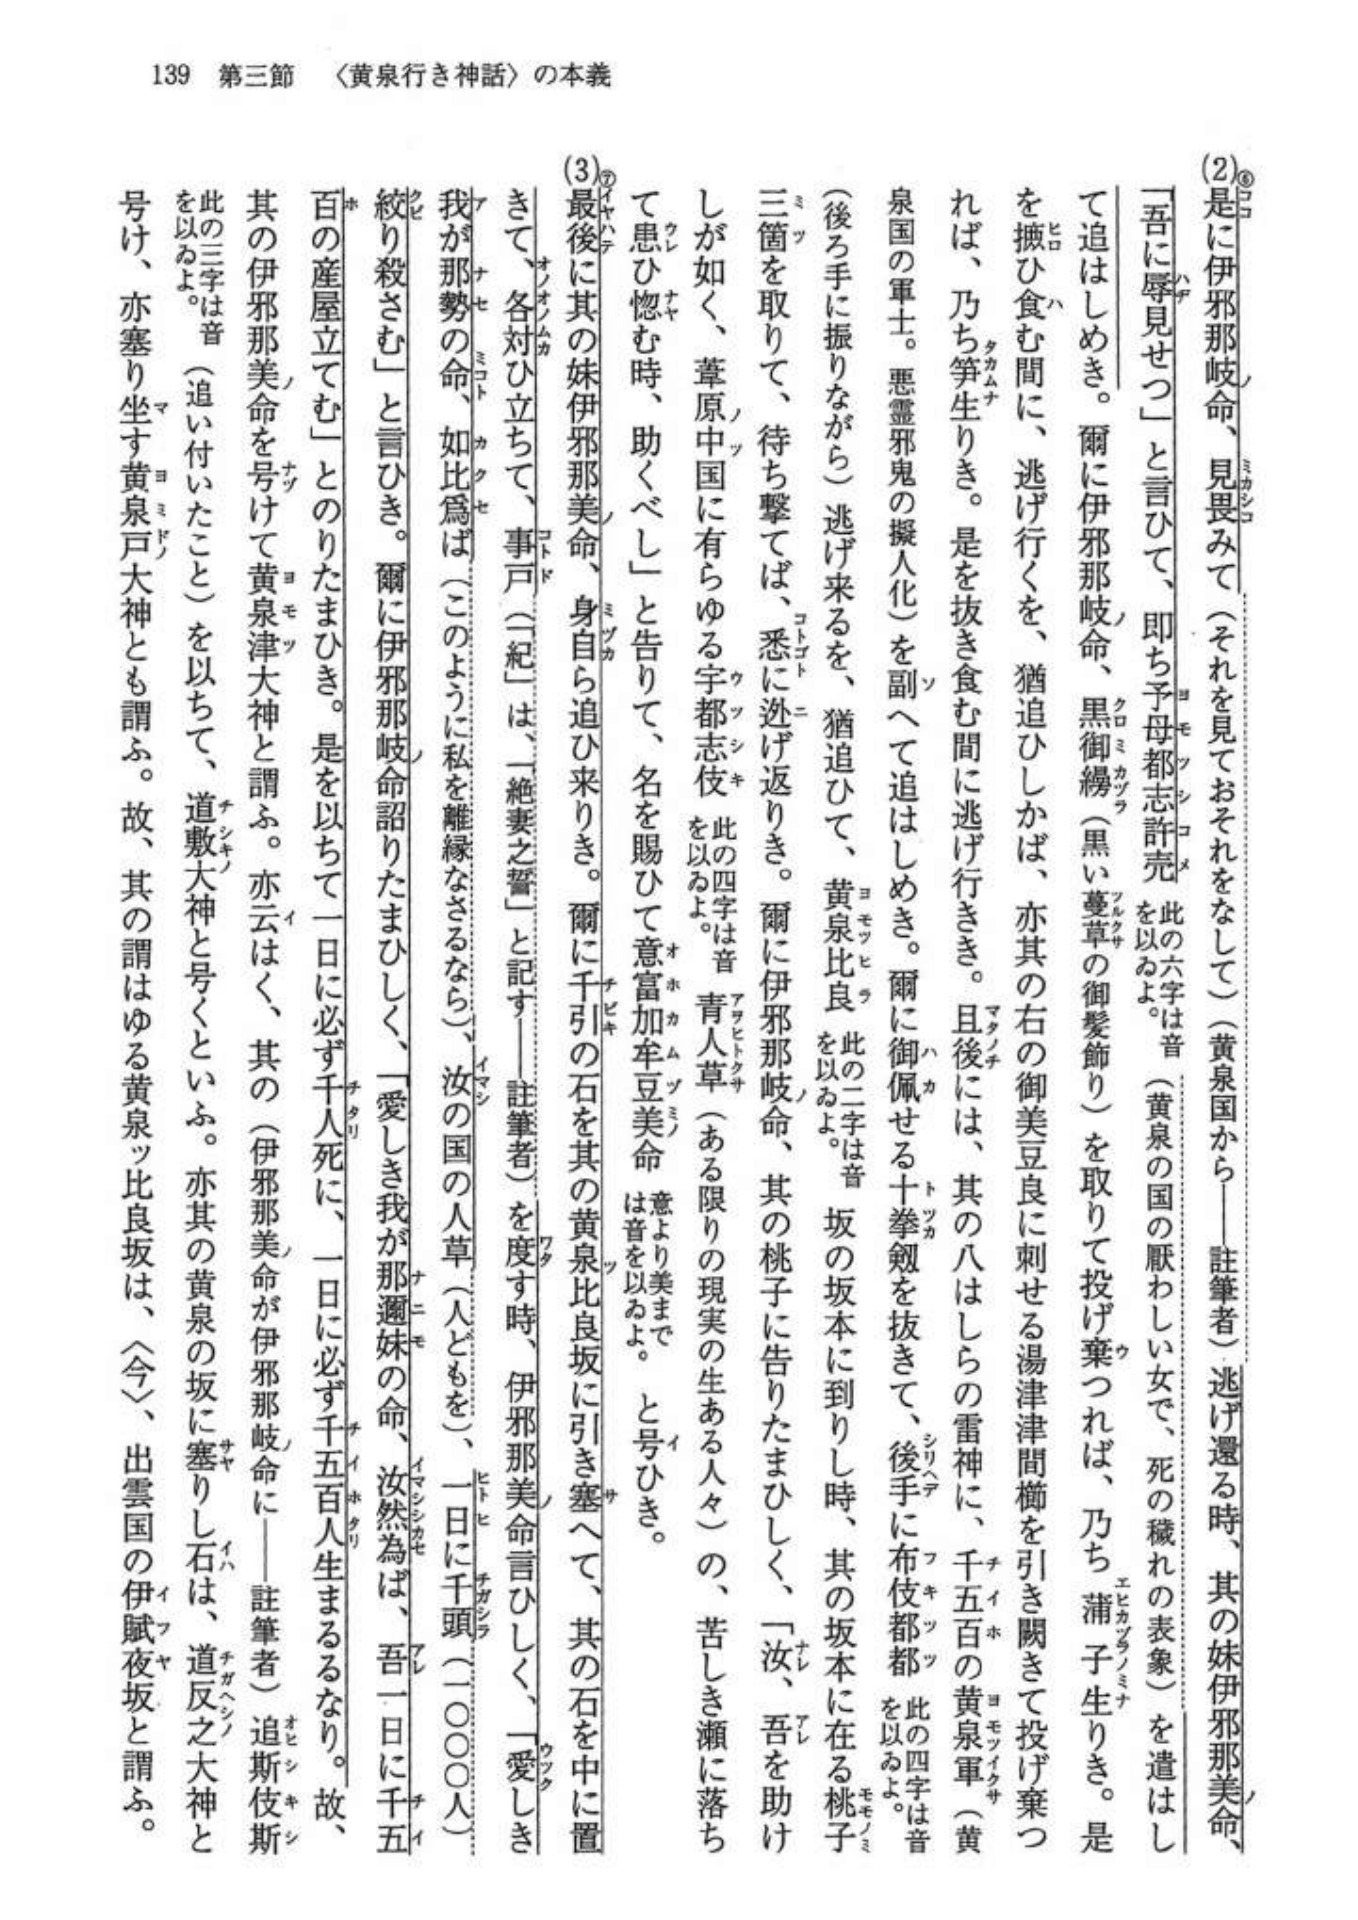 139 第三節 〈黄泉行き神話〉の本義
(2)⑥是に伊邪那岐命、見畏みて（それを見ておそれをなして）（黄泉国から――註筆者）逃げ還る時、其の妹伊邪那美命、
「吾に辱見せつ」と言ひて、即ち予母都志許売 此の六字は音を以ゐよ。（黄泉の国の厭わしい女で、死の穢れの表象）を遣はし
て追はしめき。爾に伊邪那岐命、黒御縵（黒い蔓草の御髪飾り）を取りて投げ棄つれば、乃ち蒲子生りき。是
を摭ひ食む間に、逃げ行くを、猶追ひしかば、亦其の右の御美豆良に刺せる湯津津間櫛を引き闕きて投げ棄つ
れば、乃ち笋生りき。是を抜き食む間に逃げ行きき。且後には、其の八はしらの雷神に、千五百の黄泉軍（黄
泉国の軍士。悪霊邪鬼の擬人化）を副へて追はしめき。爾に御佩せる十拳剱を抜きて、後手に布伎都都 此の四字は音を以ゐよ。
（後ろ手に振りながら）逃げ来るを、猶追ひて、黄泉比良 此の二字は音を以ゐよ。 坂の坂本に到りし時、其の坂本に在る桃子
三箇を取りて、待ち撃てば、悉に迯げ返りき。爾に伊邪那岐命、其の桃子に告りたまひしく、「汝、吾を助け
しが如く、葦原中国に有らゆる宇都志伎 此の四字は音を以ゐよ。 青人草（ある限りの現実の生ある人々）の、苦しき瀬に落ち
て患ひ惚む時、助くべし」と告りて、名を賜ひて意富加牟豆美命 意より美までは音を以ゐよ。 と号ひき。
(3)⑦最後に其の妹伊邪那美命、身自ら追ひ来りき。爾に千引の石を其の黄泉比良坂に引き塞へて、其の石を中に置
きて、各対ひ立ちて、事戸（「紀」は、「絶妻之誓」と記す――註筆者）を度す時、伊邪那美命言ひしく、「愛しき
我が那勢の命、如比爲ば（このように私を離縁なさるなら）、汝の国の人草（人どもを）、一日に千頭（一〇〇〇人）
絞り殺さむ」と言ひき。爾に伊邪那岐命詔りたまひしく、「愛しき我が那邇妹の命、汝然為ば、吾一日に千五
百の産屋立てむ」とのりたまひき。是を以ちて一日に必ず千人死に、一日に必ず千五百人生まるるなり。故、
其の伊邪那美命を号けて黄泉津大神と謂ふ。亦云はく、其の（伊邪那美命が伊邪那岐命に――註筆者）追斯伎斯
此の三字は音を以ゐよ。（追い付いたこと）を以ちて、道敷大神と号くといふ。亦其の黄泉の坂に塞りし石は、道反之大神と
号け、亦塞り坐す黄泉戸大神とも謂ふ。故、其の謂はゆる黄泉ッ比良坂は、〈今〉、出雲国の伊賦夜坂と謂ふ。